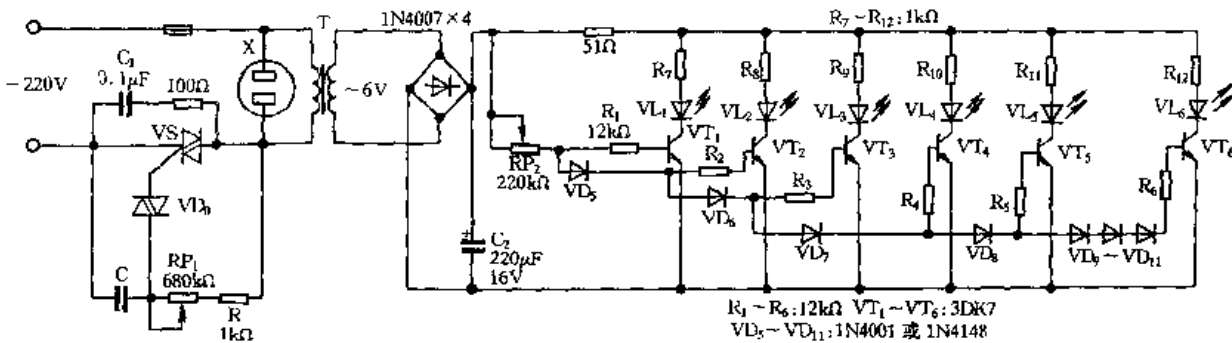 T
1N4007×4
R₇～R₁₂:1kΩ
X
51Ω
C₁
0.1μF
100Ω
～220V
～6V
R₇
R₈
R₉
R₁₀
R₁₁
R₁₂
VL₁
VL₂
VL₃
VL₄
VL₅
VL₆
VS
R₁
12kΩ
VT₁
VT₂
VT₃
VT₄
VT₅
VT₆
RP₂
220kΩ
VD₅
R₂
R₃
R₄
R₅
R₆
VD₀
VD₆
VD₇
VD₈
VD₉～VD₁₁
C₂
220μF
16V
C
RP₁
680kΩ
R
1kΩ
R₁～R₆:12kΩ VT₁～VT₆:3DK7
VD₅～VD₁₁:1N4001 或 1N4148